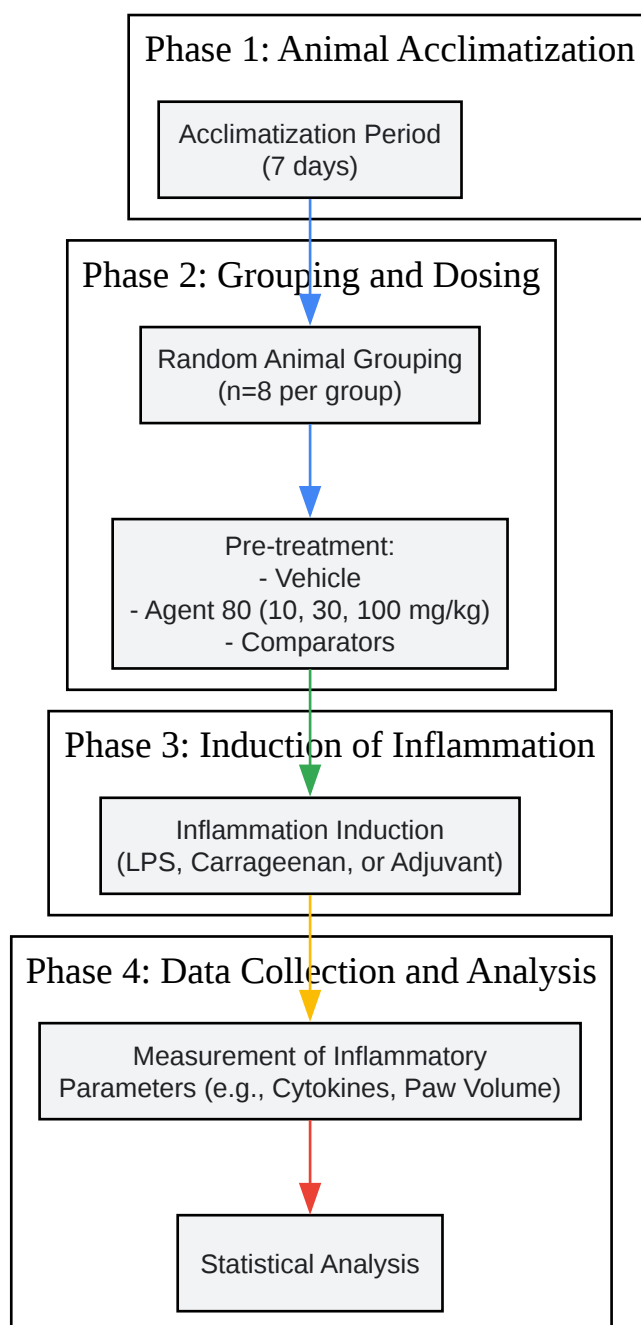 Phase 1: Animal Acclimatization
Acclimatization Period
(7 days)
Phase 2: Grouping and Dosing
Random Animal Grouping
(n=8 per group)
Pre-treatment:
- Vehicle
- Agent 80 (10, 30, 100 mg/kg)
- Comparators
Phase 3: Induction of Inflammation
Inflammation Induction
(LPS, Carrageenan, or Adjuvant)
Phase 4: Data Collection and Analysis
Measurement of Inflammatory
Parameters (e.g., Cytokines, Paw Volume)
Statistical Analysis